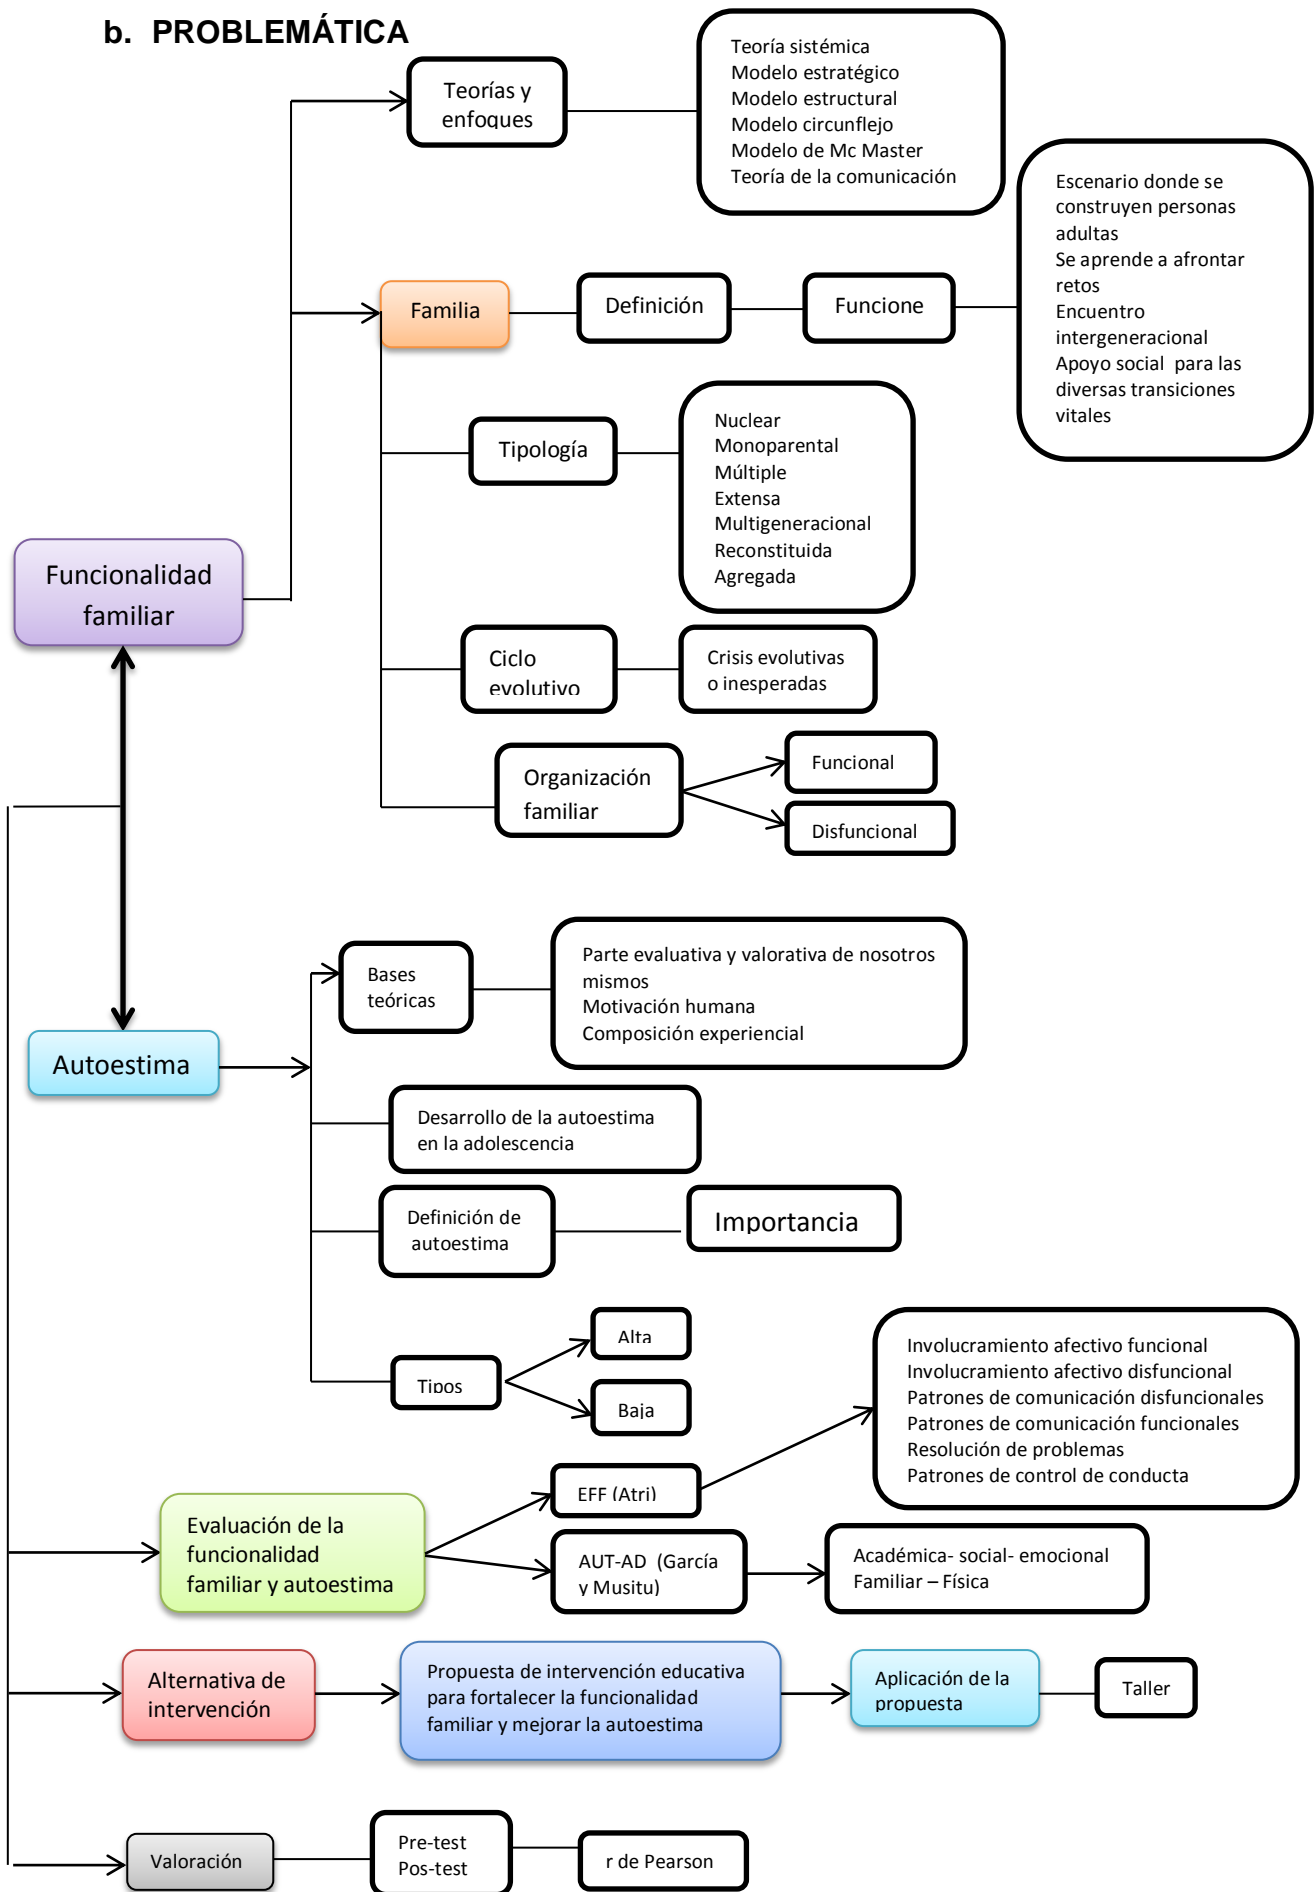 b. PROBLEMÁTICA
Teorías y
enfoques
Teoría sistémica
Modelo estratégico
Modelo estructural
Modelo circunflejo
Modelo de Mc Master
Teoría de la comunicación
Familia
Definición
Funcione
Escenario donde se
construyen personas
adultas
Se aprende a afrontar
retos
Encuentro
intergeneracional
Apoyo social para las
diversas transiciones
vitales
Tipología
Nuclear
Monoparental
Múltiple
Extensa
Multigeneracional
Reconstituida
Agregada
Funcionalidad
familiar
Ciclo
evolutivo
Crisis evolutivas
o inesperadas
Organización
familiar
Funcional
Disfuncional
Autoestima
Bases
teóricas
Parte evaluativa y valorativa de nosotros
mismos
Motivación humana
Composición experiencial
Desarrollo de la autoestima
en la adolescencia
Definición de
autoestima
Importancia
Tipos
Alta
Baja
Evaluación de la
funcionalidad
familiar y autoestima
EFF (Atri)
Involucramiento afectivo funcional
Involucramiento afectivo disfuncional
Patrones de comunicación disfuncionales
Patrones de comunicación funcionales
Resolución de problemas
Patrones de control de conducta
AUT-AD (García
y Musitu)
Académica- social- emocional
Familiar – Física
Alternativa de
intervención
Propuesta de intervención educativa
para fortalecer la funcionalidad
familiar y mejorar la autoestima
Aplicación de la
propuesta
Taller
Valoración
Pre-test
Pos-test
r de Pearson